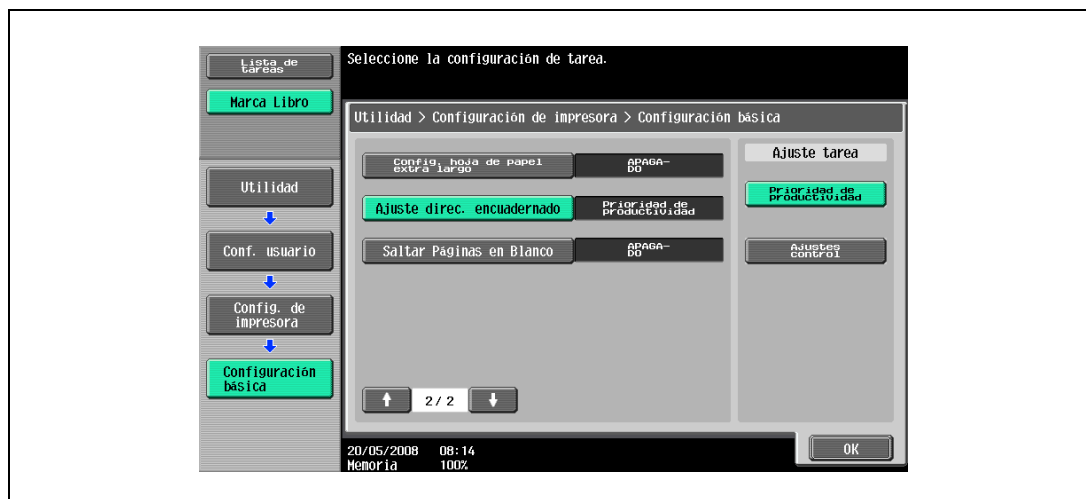 Lista de
tareas
Seleccione la configuración de tarea.
Marca Libro
Utilidad > Configuración de impresora > Configuración básica
Config. hoja de papel
extra largo
APAGA-
DO
Ajuste tarea
Utilidad
Ajuste direc. encuadernado
Prioridad de
productividad
Prioridad de
productividad
Conf. usuario
Saltar Páginas en Blanco
APAGA-
DO
Ajustes
control
Config. de
impresora
Configuración
básica
2/2
20/05/2008 08:14
Memoria 100%
OK